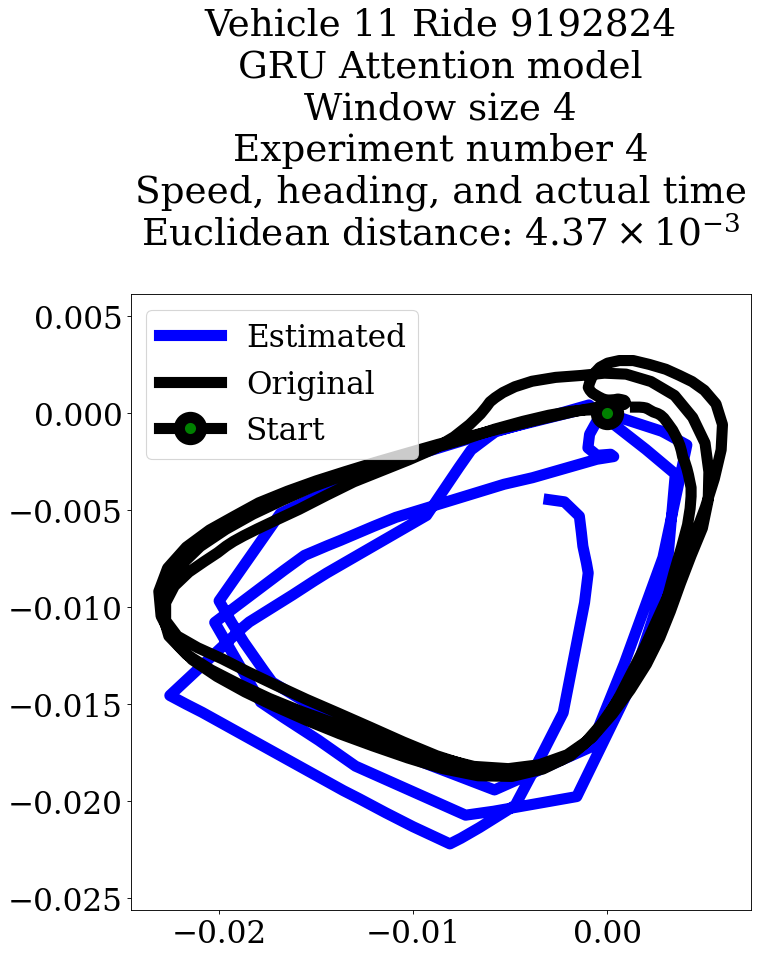 Vehicle 11 Ride 9192824
GRU Attention model
Window size 4
Experiment number 4
Speed, heading, and actual time
Euclidean distance: 4.37 × 10⁻³
0.005
Estimated
Original
0.000
Start
−0.005
−0.010
−0.015
−0.020
−0.025
−0.02 −0.01 0.00